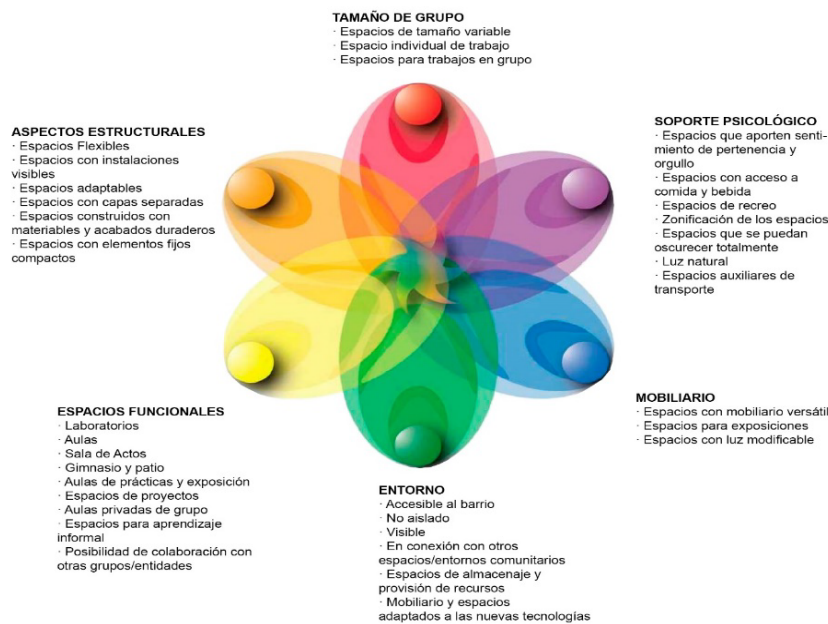 TAMAÑO DE GRUPO
· Espacios de tamaño variable
· Espacio individual de trabajo
· Espacios para trabajos en grupo
ASPECTOS ESTRUCTURALES
· Espacios Flexibles
· Espacios con instalaciones
visibles
· Espacios adaptables
· Espacios con capas separadas
· Espacios construidos con
materiales y acabados duraderos
· Espacios con elementos fijos
compactos
SOPORTE PSICOLÓGICO
· Espacios que aporten senti-
miento de pertenencia y
orgullo
· Espacios con acceso a
comida y bebida
· Espacios de recreo
· Zonificación de los espacios
· Espacios que se puedan
oscurecer totalmente
· Luz natural
· Espacios auxiliares de
transporte
ESPACIOS FUNCIONALES
· Laboratorios
· Aulas
· Sala de Actos
· Gimnasio y patio
· Aulas de prácticas y exposición
· Espacios de proyectos
· Aulas privadas de grupo
· Espacios para aprendizaje
informal
· Posibilidad de colaboración con
otras grupos/entidades
MOBILIARIO
· Espacios con mobiliario versátil
· Espacios para exposiciones
· Espacios con luz modificable
ENTORNO
· Accesible al barrio
· No aislado
· Visible
· En conexión con otros
espacios/entornos comunitarios
· Espacios de almacenaje y
provisión de recursos
· Mobiliario y espacios
adaptados a las nuevas tecnologías